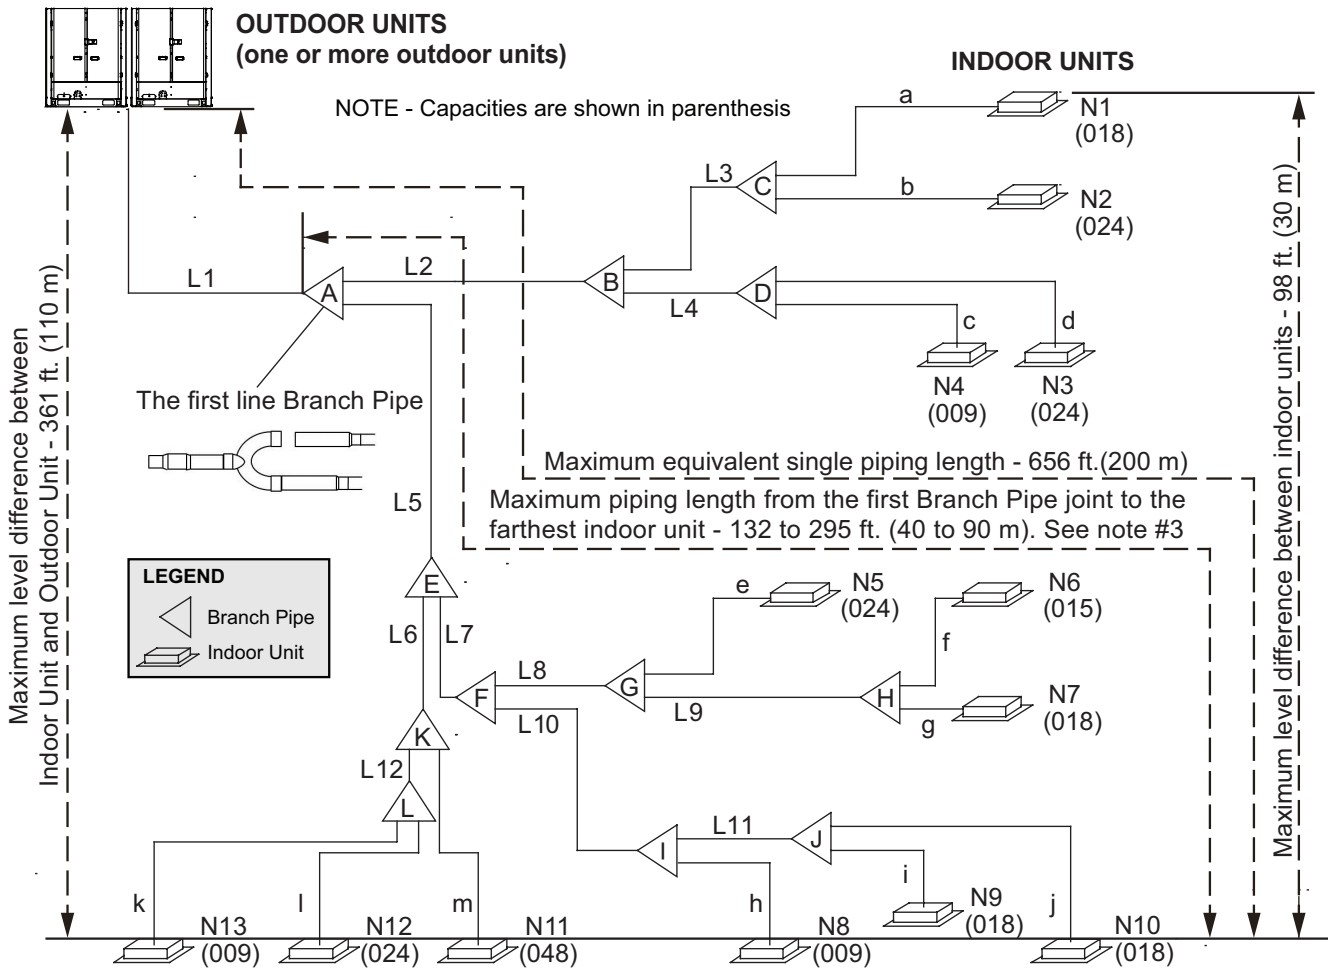 OUTDOOR UNITS
(one or more outdoor units)
INDOOR UNITS
NOTE - Capacities are shown in parenthesis
a
N1
(018)
L3
C
b
N2
(024)
L1
A
L2
B
L4
D
c
d
N4
(009)
N3
(024)
The first line Branch Pipe
Maximum level difference between
Indoor Unit and Outdoor Unit - 361 ft. (110 m)
Maximum level difference between indoor units - 98 ft. (30 m)
Maximum equivalent single piping length - 656 ft.(200 m)
Maximum piping length from the first Branch Pipe joint to the
farthest indoor unit - 132 to 295 ft. (40 to 90 m). See note #3
L5
LEGEND
Branch Pipe
Indoor Unit
E
L6
L7
e
N5
(024)
N6
(015)
f
L8
F
G
L9
H
g
N7
(018)
L10
K
L12
L
L11
I
J
k
l
m
h
i
j
N13
(009)
N12
(024)
N11
(048)
N8
(009)
N9
(018)
N10
(018)